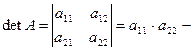 det A = |a₁₁ a₁₂; a₂₁ a₂₂| = a₁₁ · a₂₂ −